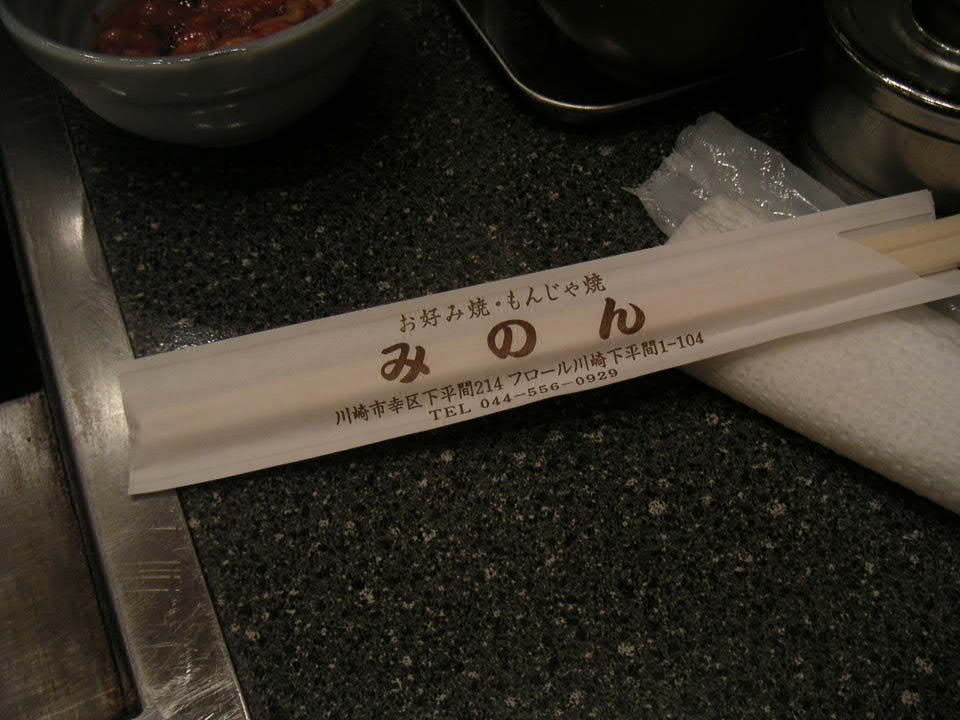 お好み焼・もんじゃ焼
みのん
川崎市幸区下平間214 フロール川崎下平間1-104
TEL 044-556-0929